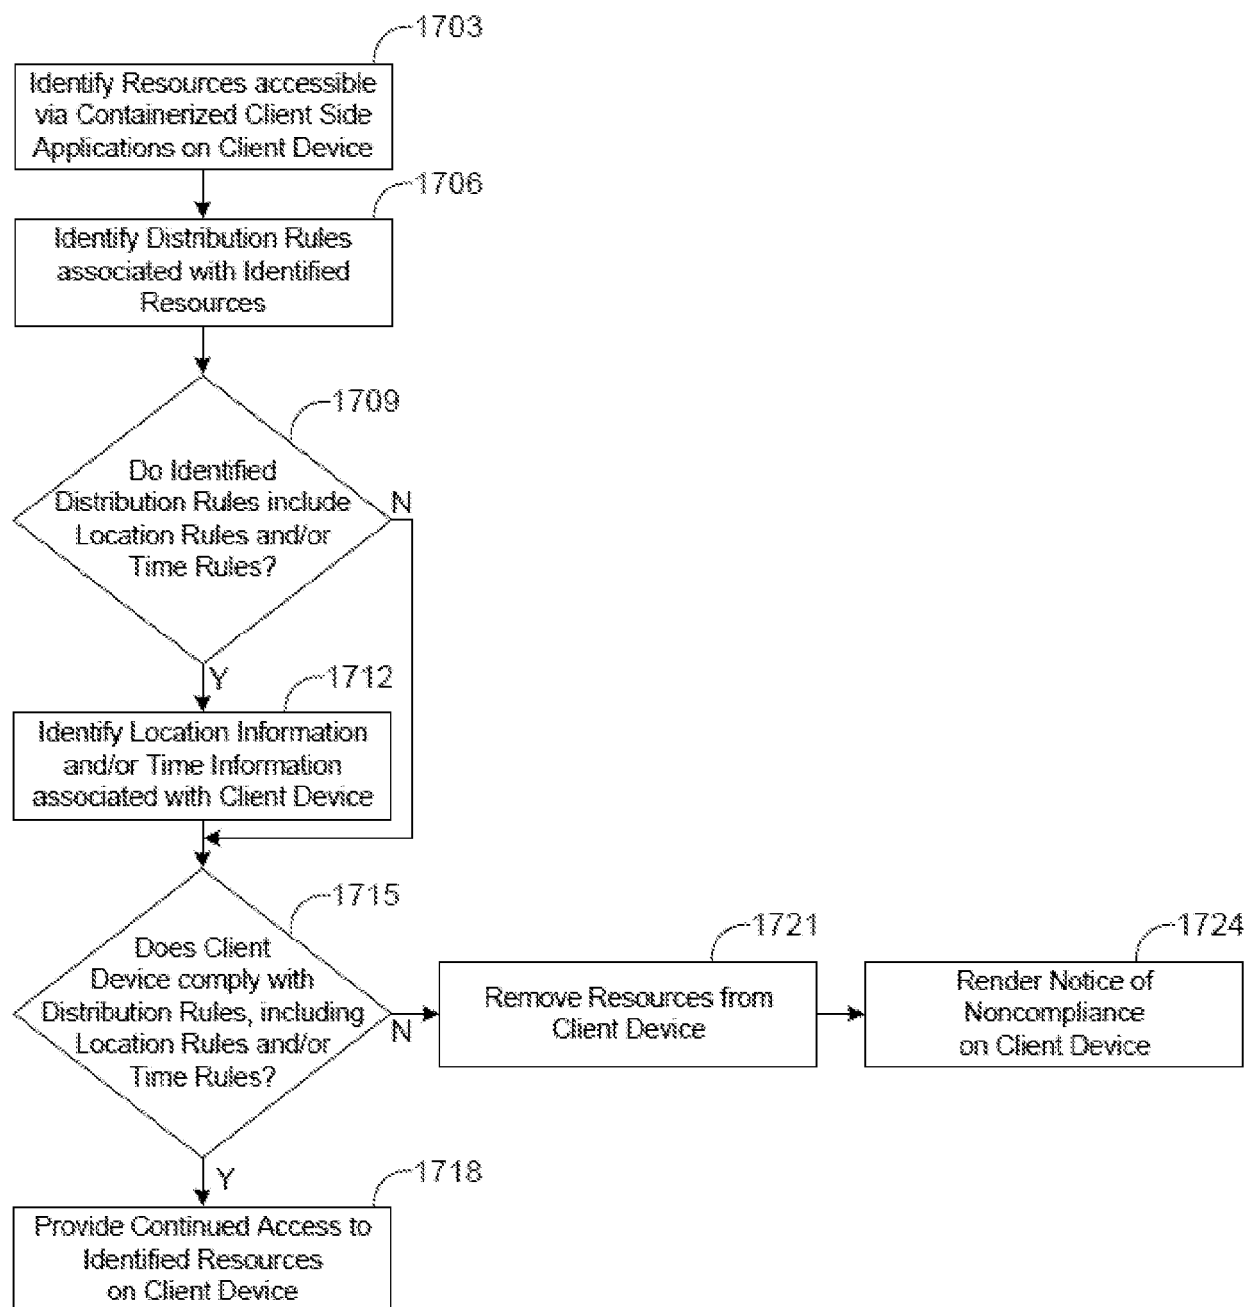 1703
Identify Resources accessible
via Containerized Client Side
Applications on Client Device
1706
Identify Distribution Rules
associated with Identified
Resources
1709
Do Identified
Distribution Rules include
Location Rules and/or
Time Rules?
N
Y
1712
Identify Location Information
and/or Time Information
associated with Client Device
1715
Does Client
Device comply with
Distribution Rules, including
Location Rules and/or
Time Rules?
N
Y
1721
Remove Resources from
Client Device
1724
Render Notice of
Noncompliance
on Client Device
1718
Provide Continued Access to
Identified Resources
on Client Device